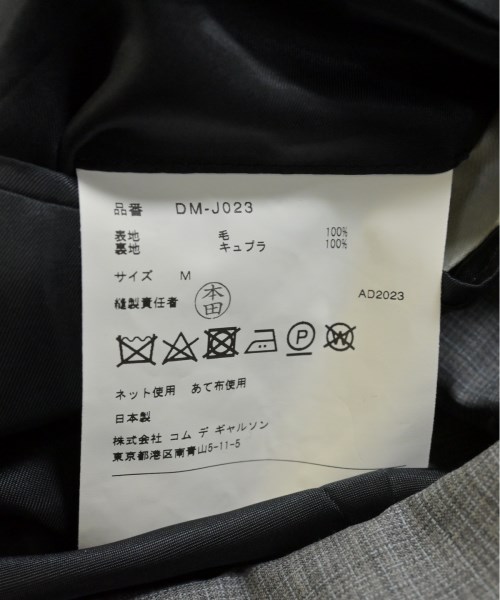 品番 DM-J023
表地 毛 100%
裏地 キュプラ 100%
サイズ M
縫製責任者 本田
AD2023
P
W
ネット使用 あて布使用
日本製
株式会社 コム デ ギャルソン
東京都港区南青山5-11-5